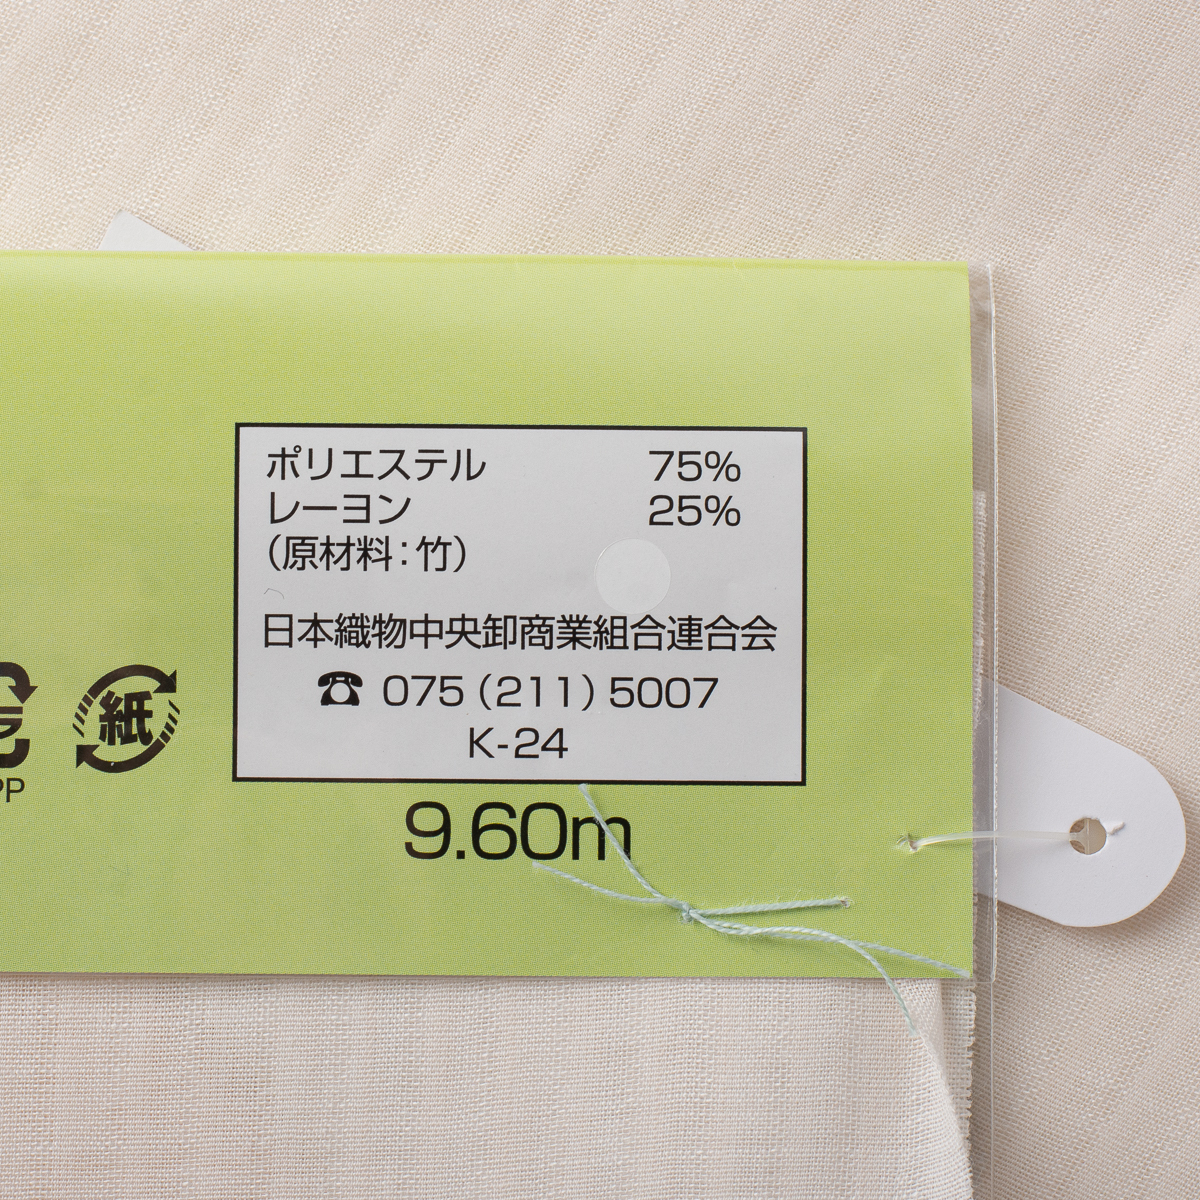 ポリエステル 75%
レーヨン 25%
(原材料:竹)
日本織物中央卸商業組合連合会
☎ 075(211)5007
K-24
紙
PP
9.60m